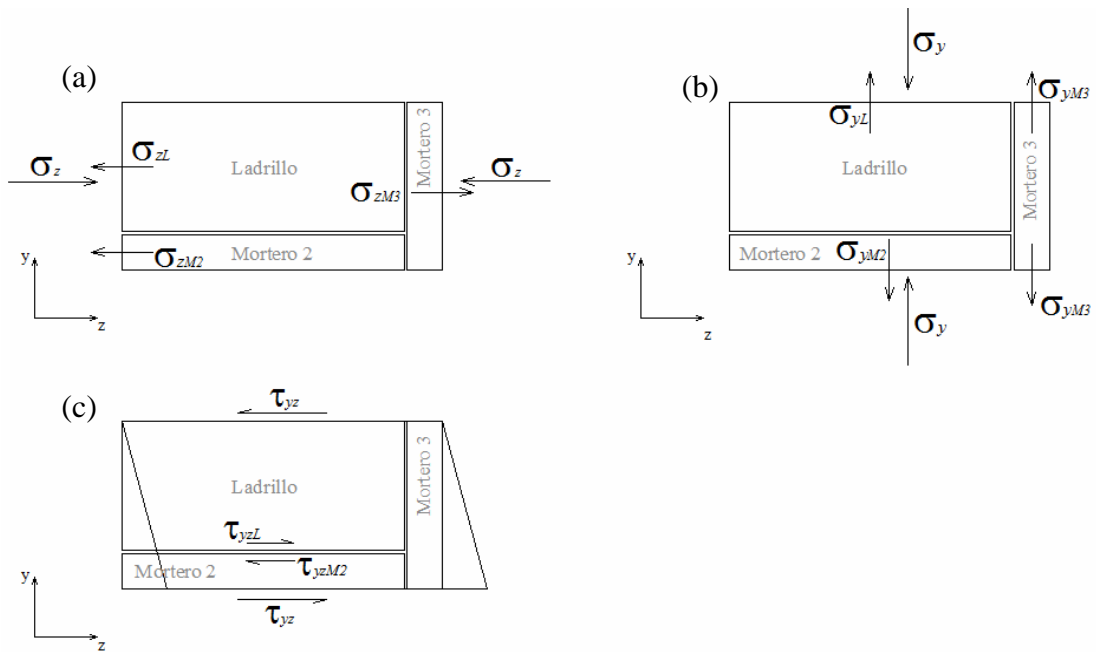 (a)
σz
σzL
Ladrillo
Mortero 3
σzM3
σz
σzM2
Mortero 2
y
z
(b)
σy
σyL
σyM3
Ladrillo
Mortero 3
Mortero 2
σyM2
σyM3
σy
y
z
(c)
τyz
Ladrillo
Mortero 3
τyzL
Mortero 2
τyzM2
τyz
y
z